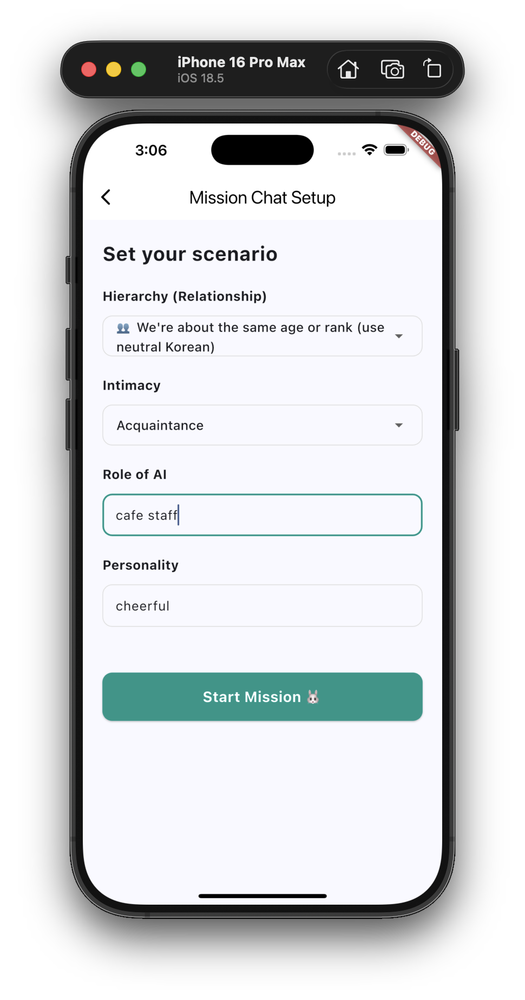 iPhone 16 Pro Max
iOS 18.5
3:06
DEBUG
Mission Chat Setup
Set your scenario
Hierarchy (Relationship)
👥 We're about the same age or rank (use
neutral Korean)
Intimacy
Acquaintance
Role of AI
cafe staff
Personality
cheerful
Start Mission 🐰